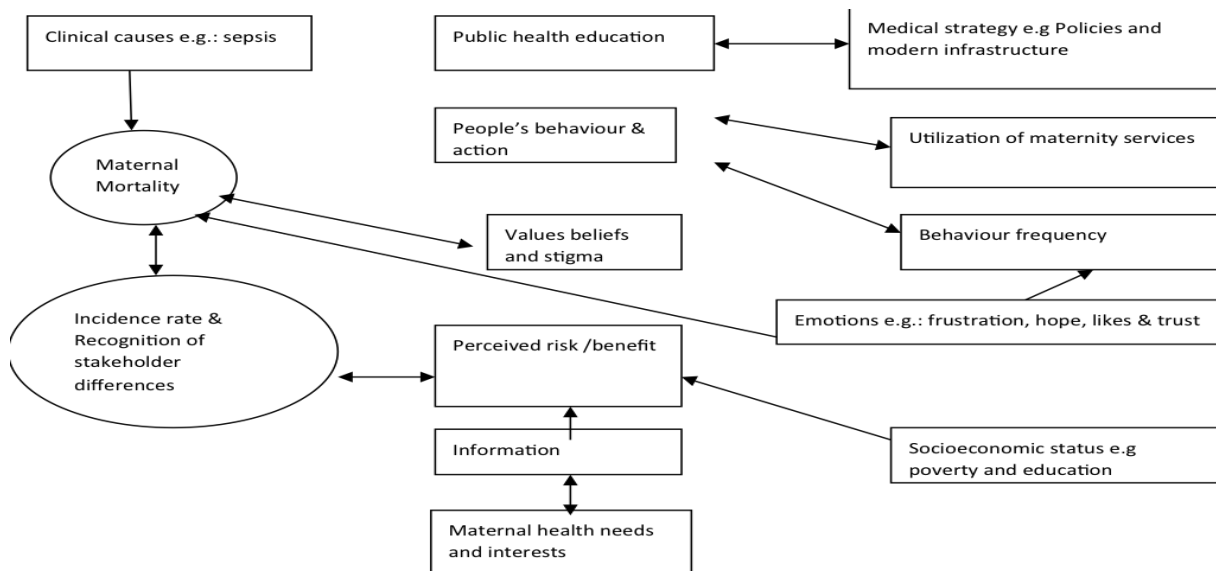 Clinical causes e.g.: sepsis
Public health education
Medical strategy e.g Policies and
modern infrastructure
People’s behaviour &
action
Utilization of maternity services
Maternal
Mortality
Values beliefs
and stigma
Behaviour frequency
Incidence rate &
Recognition of
stakeholder
differences
Emotions e.g.: frustration, hope, likes & trust
Perceived risk /benefit
Information
Socioeconomic status e.g
poverty and education
Maternal health needs
and interests